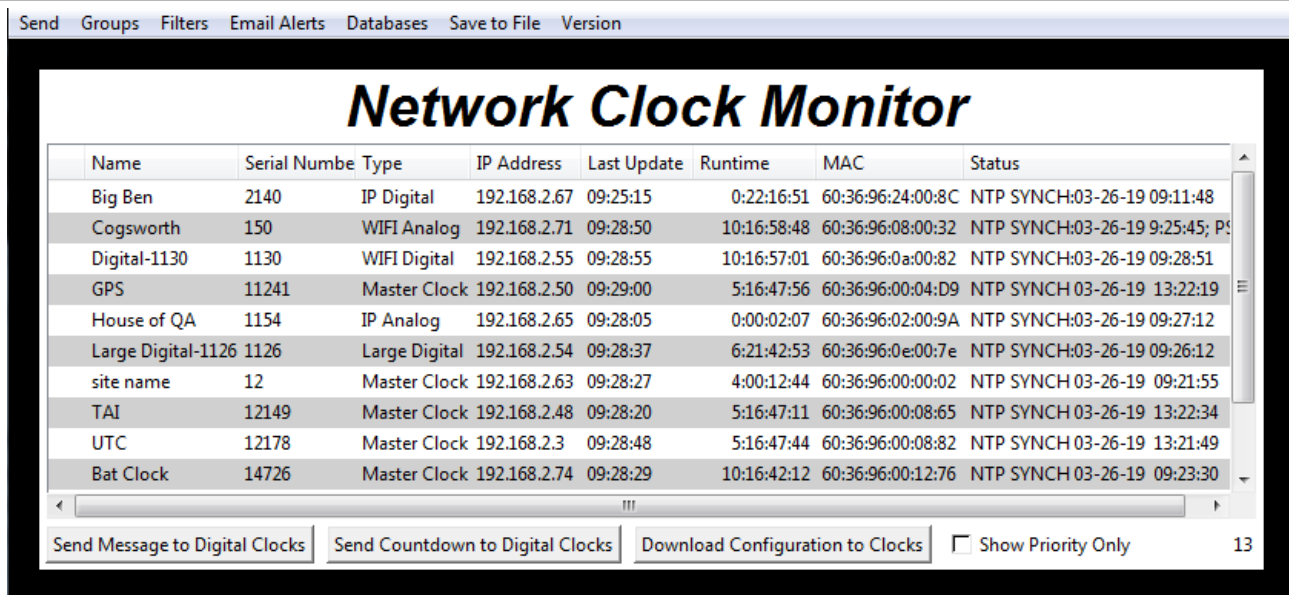 Send Groups Filters Email Alerts Databases Save to File Version
Network Clock Monitor
Name Serial Numbe Type IP Address Last Update Runtime MAC Status
Big Ben 2140 IP Digital 192.168.2.67 09:25:15 0:22:16:51 60:36:96:24:00:8C NTP SYNCH:03-26-19 09:11:48
Cogsworth 150 WIFI Analog 192.168.2.71 09:28:50 10:16:58:48 60:36:96:08:00:32 NTP SYNCH:03-26-19 9:25:45; PS
Digital-1130 1130 WIFI Digital 192.168.2.55 09:28:55 10:16:57:01 60:36:96:0a:00:82 NTP SYNCH:03-26-19 09:28:51
GPS 11241 Master Clock 192.168.2.50 09:29:00 5:16:47:56 60:36:96:00:04:D9 NTP SYNCH 03-26-19 13:22:19
House of QA 1154 IP Analog 192.168.2.65 09:28:05 0:00:02:07 60:36:96:02:00:9A NTP SYNCH:03-26-19 09:27:12
Large Digital-1126 1126 Large Digital 192.168.2.54 09:28:37 6:21:42:53 60:36:96:0e:00:7e NTP SYNCH:03-26-19 09:26:12
site name 12 Master Clock 192.168.2.63 09:28:27 4:00:12:44 60:36:96:00:00:02 NTP SYNCH 03-26-19 09:21:55
TAI 12149 Master Clock 192.168.2.48 09:28:20 5:16:47:11 60:36:96:00:08:65 NTP SYNCH 03-26-19 13:22:34
UTC 12178 Master Clock 192.168.2.3 09:28:48 5:16:47:44 60:36:96:00:08:82 NTP SYNCH 03-26-19 13:21:49
Bat Clock 14726 Master Clock 192.168.2.74 09:28:29 10:16:42:12 60:36:96:00:12:76 NTP SYNCH 03-26-19 09:23:30
Send Message to Digital Clocks Send Countdown to Digital Clocks Download Configuration to Clocks Show Priority Only 13